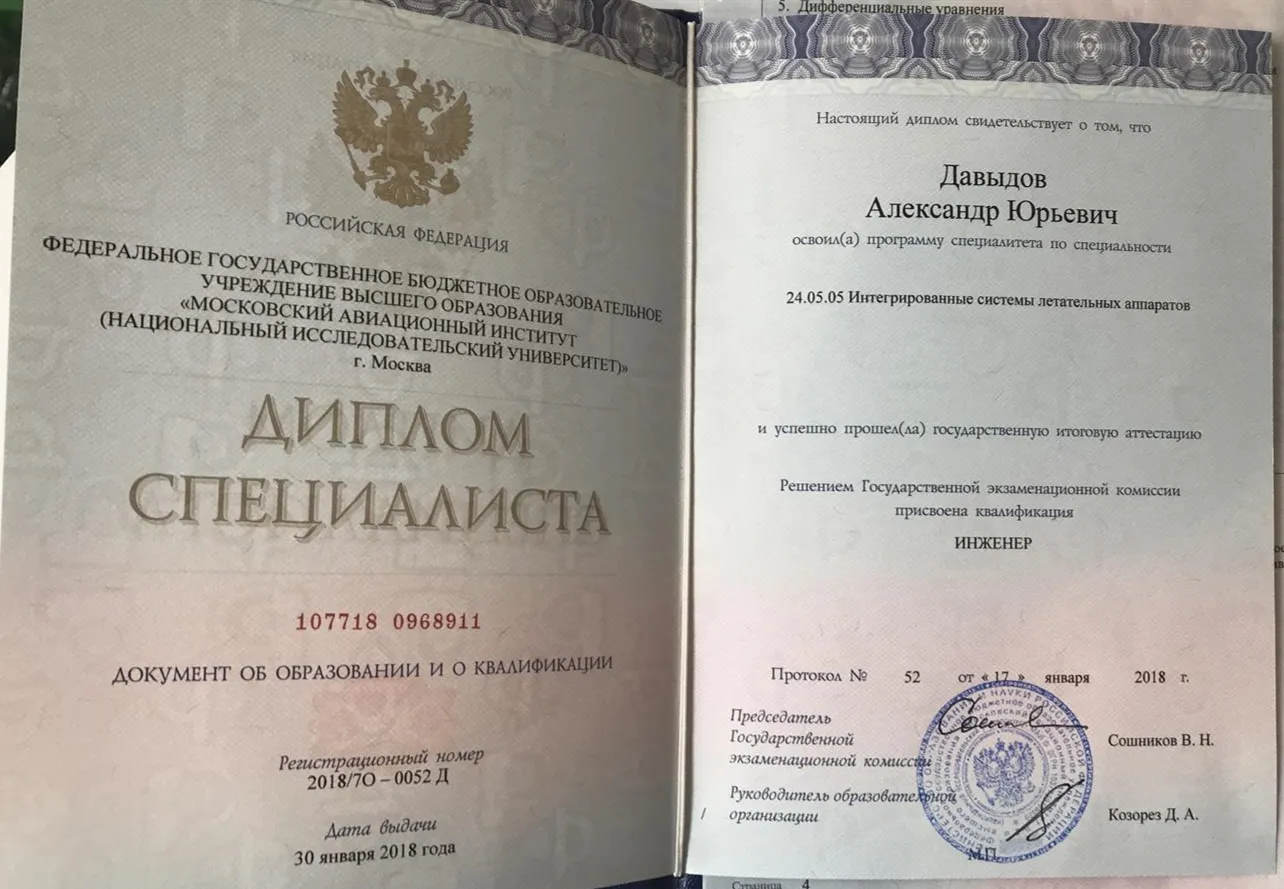 РОССИЙСКАЯ ФЕДЕРАЦИЯ
ФЕДЕРАЛЬНОЕ ГОСУДАРСТВЕННОЕ БЮДЖЕТНОЕ ОБРАЗОВАТЕЛЬНОЕ
УЧРЕЖДЕНИЕ ВЫСШЕГО ОБРАЗОВАНИЯ
«МОСКОВСКИЙ АВИАЦИОННЫЙ ИНСТИТУТ
(НАЦИОНАЛЬНЫЙ ИССЛЕДОВАТЕЛЬСКИЙ УНИВЕРСИТЕТ)»
г. Москва
ДИПЛОМ
СПЕЦИАЛИСТА
107718 0968911
ДОКУМЕНТ ОБ ОБРАЗОВАНИИ И О КВАЛИФИКАЦИИ
Регистрационный номер
2018/7О – 0052 Д
Дата выдачи
30 января 2018 года
5. Дифференциальные уравнения
Настоящий диплом свидетельствует о том, что
Давыдов
Александр Юрьевич
освоил(а) программу специалитета по специальности
24.05.05 Интегрированные системы летательных аппаратов
и успешно прошел(ла) государственную итоговую аттестацию
Решением Государственной экзаменационной комиссии
присвоена квалификация
ИНЖЕНЕР
Протокол № 52 от « 17 » января 2018 г.
Председатель
Государственной
экзаменационной комиссии
Сошников В. Н.
Руководитель образовательной
/ организации
Козорез Д. А.
М.П.
Страница 4